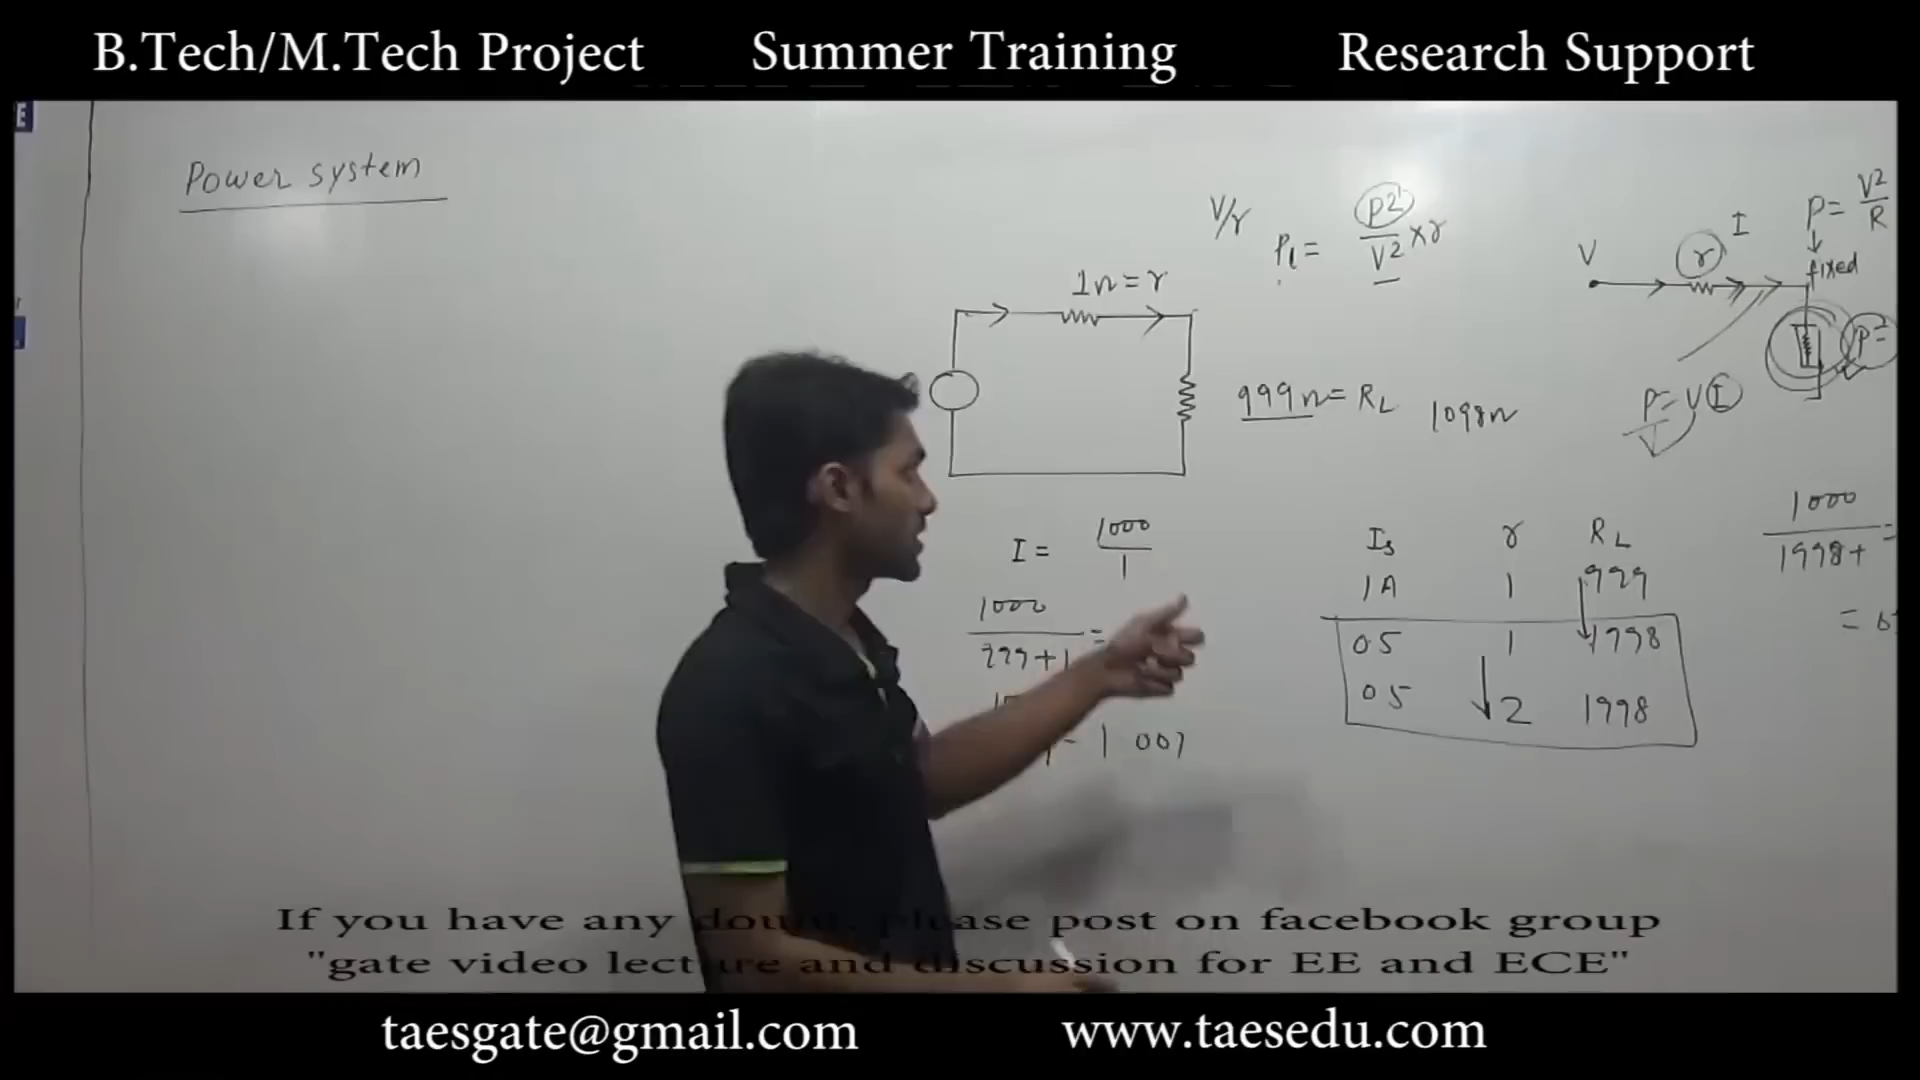 B.Tech/M.Tech Project Summer Training Research Support
E
Power system
V/r
Pl = P² / V² × r
P = V² / R
fixed
V r I
P =
1Ω = r
999Ω = RL 1098Ω
P = VI
V
I = 1000 / 1
1000 / 999 + 1 =
1 001
Is r RL
1A 1 999
0.5 1 1998
0.5 2 1998
1000 / 1998 + =
=
If you have any please post on facebook group
"gate video lecture and discussion for EE and ECE"
taesgate@gmail.com www.taesedu.com